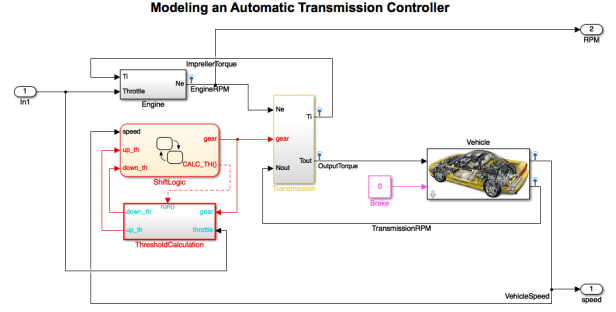 Modeling an Automatic Transmission Controller
2
RPM
ImprellerTorque
Ti
Ne
EngineRPM
Throttle
Engine
1
In1
Ne
Ti
gear
Tout
Nout
Transmission
OutputTorque
speed
gear
up_th
CALC_TH()
down_th
ShiftLogic
Vehicle
0
Brake
run()
down_th
gear
up_th
throttle
ThresholdCalculation
TransmissionRPM
VehicleSpeed
1
speed